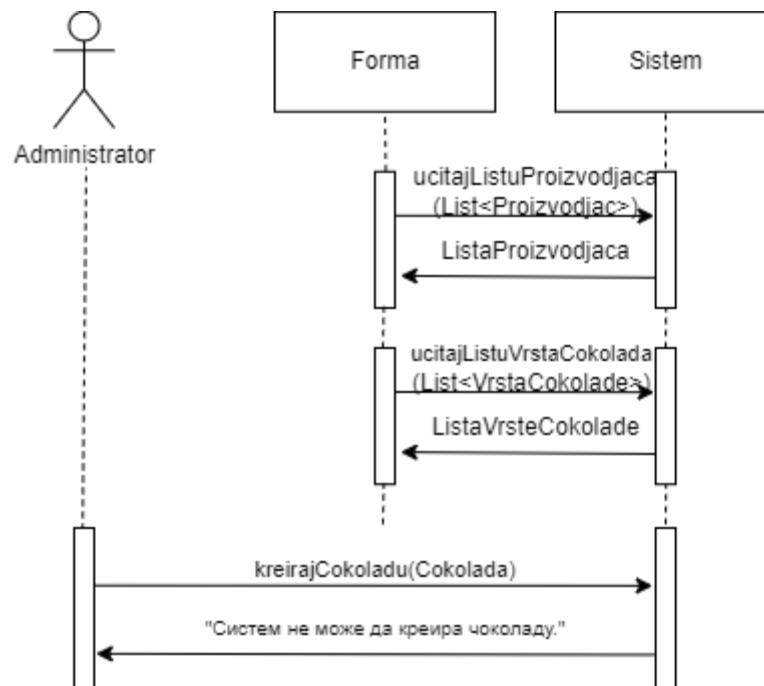 Forma
Sistem
Administrator
ucitajListuProizvodjaca
(List<Proizvodjac>)
ListaProizvodjaca
ucitajListuVrstaCokolada
(List<VrstaCokolade>)
ListaVrsteCokolade
kreirajCokoladu(Cokolada)
"Систем не може да креира чоколаду."